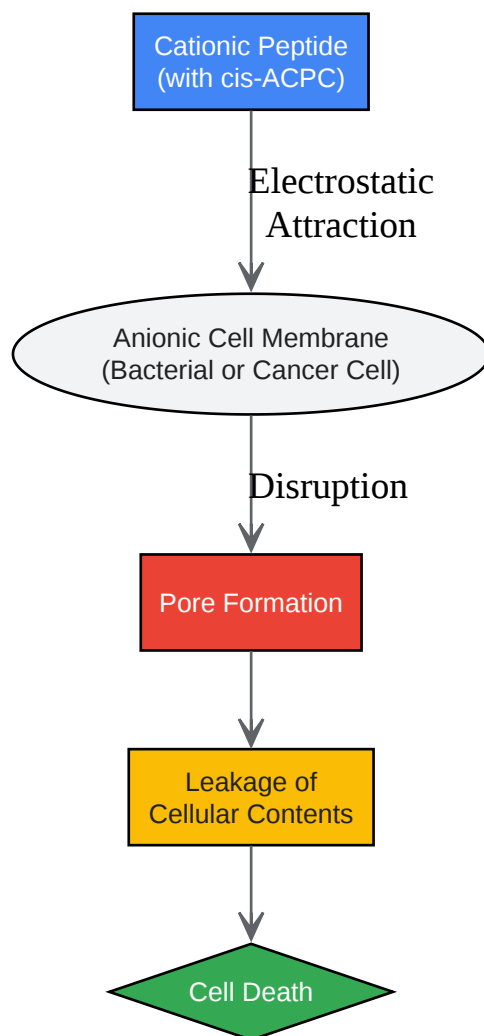 Cationic Peptide
(with cis-ACPC)
Electrostatic
Attraction
Anionic Cell Membrane
(Bacterial or Cancer Cell)
Disruption
Pore Formation
Leakage of
Cellular Contents
Cell Death